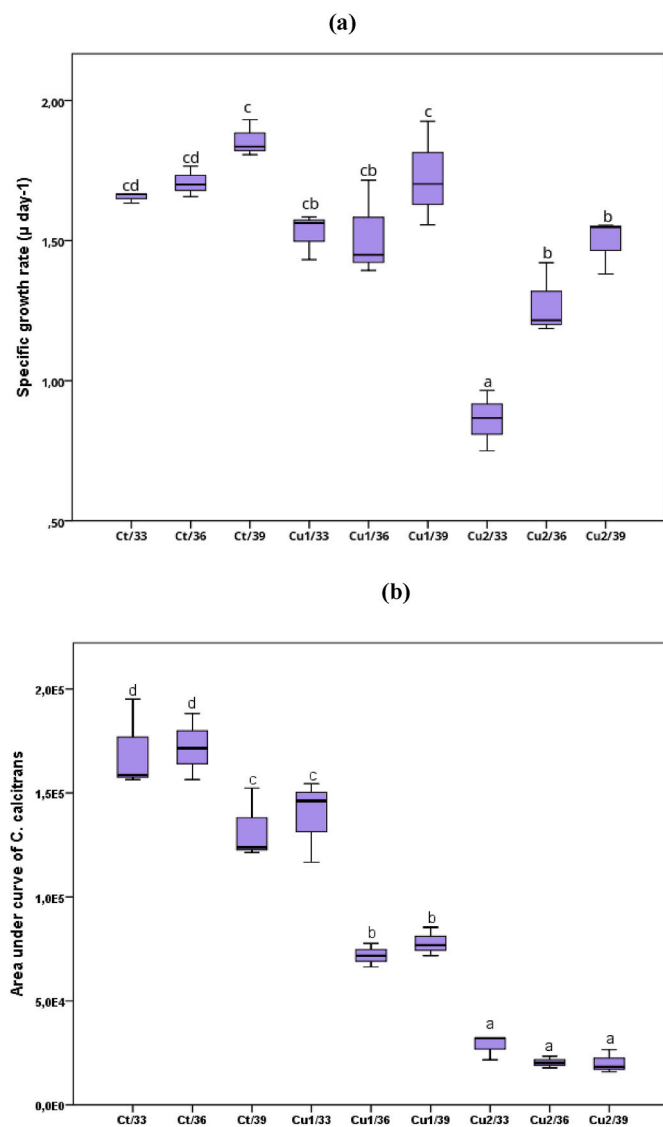 (a)
2,00
1,50
1,00
,50
Specific growth rate (µ day-1)
cd
cd
c
cb
cb
c
a
b
b
Ct/33
Ct/36
Ct/39
Cu1/33
Cu1/36
Cu1/39
Cu2/33
Cu2/36
Cu2/39
(b)
2,0E5
1,5E5
1,0E5
5,0E4
0,0E0
Area under curve of C. calcitrans
d
d
c
c
b
b
a
a
a
Ct/33
Ct/36
Ct/39
Cu1/33
Cu1/36
Cu1/39
Cu2/33
Cu2/36
Cu2/39